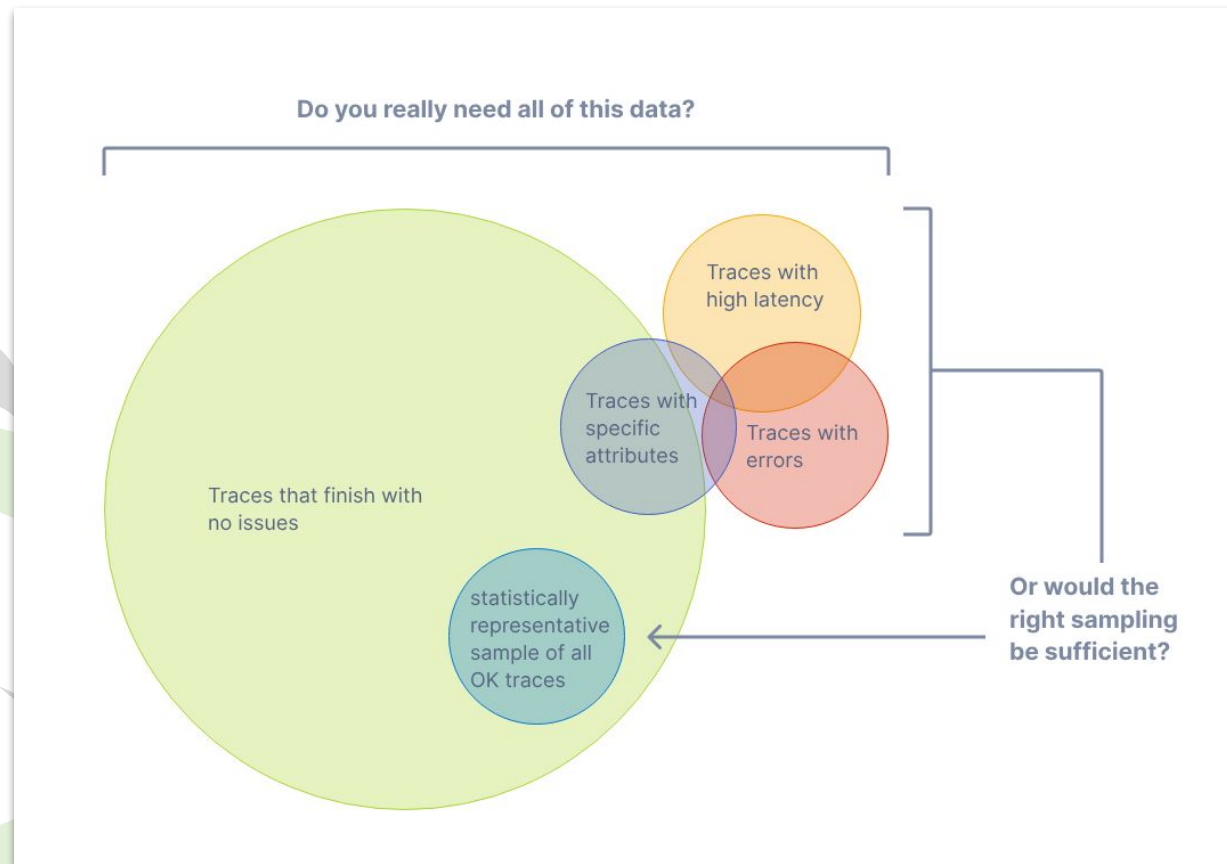 Do you really need all of this data?
Traces with
high latency
Traces with
specific
attributes
Traces with
errors
Traces that finish with
no issues
statistically
representative
sample of all
OK traces
Or would the
right sampling
be sufficient?